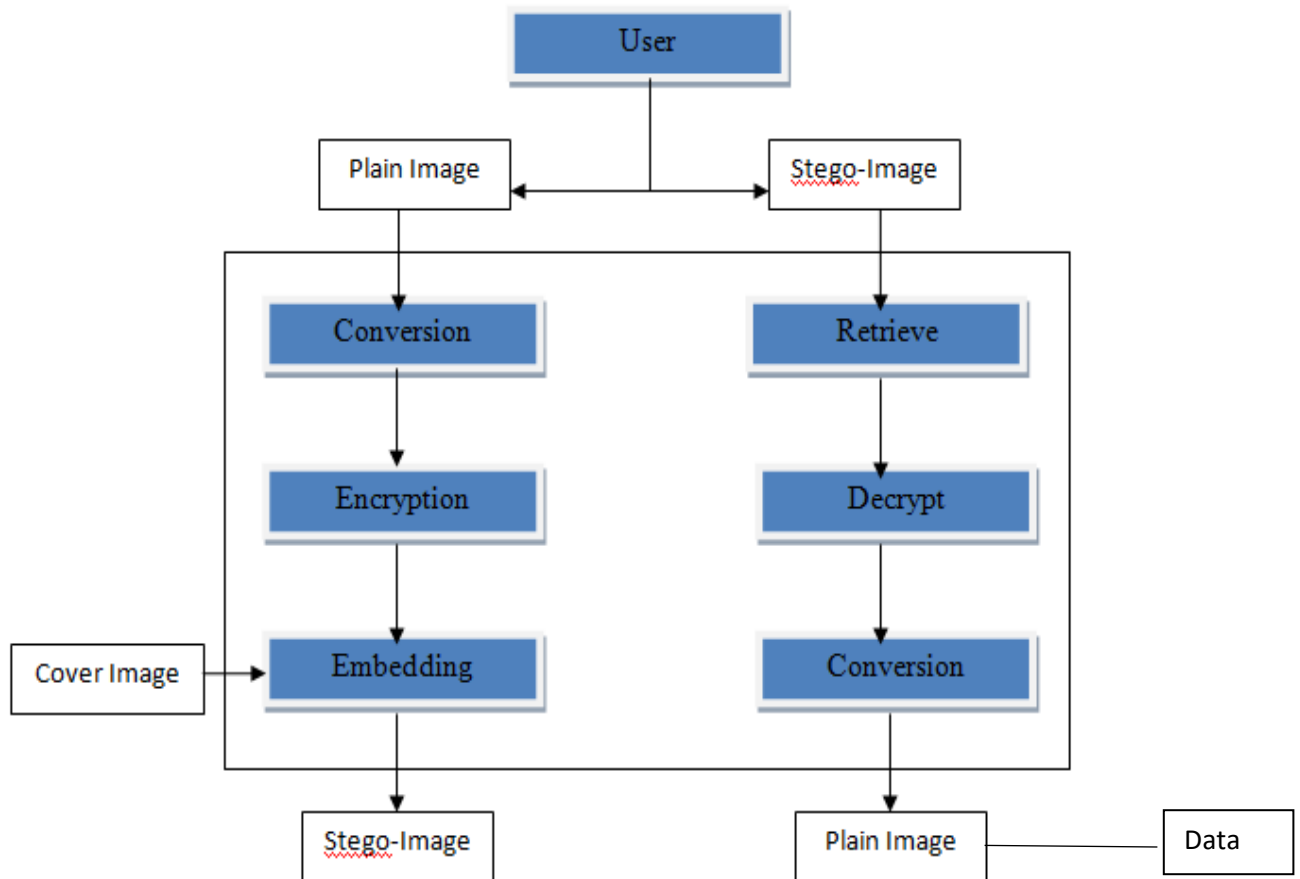 User
Plain Image
Stego-Image
Conversion
Retrieve
Encryption
Decrypt
Cover Image
Embedding
Conversion
Stego-Image
Plain Image
Data